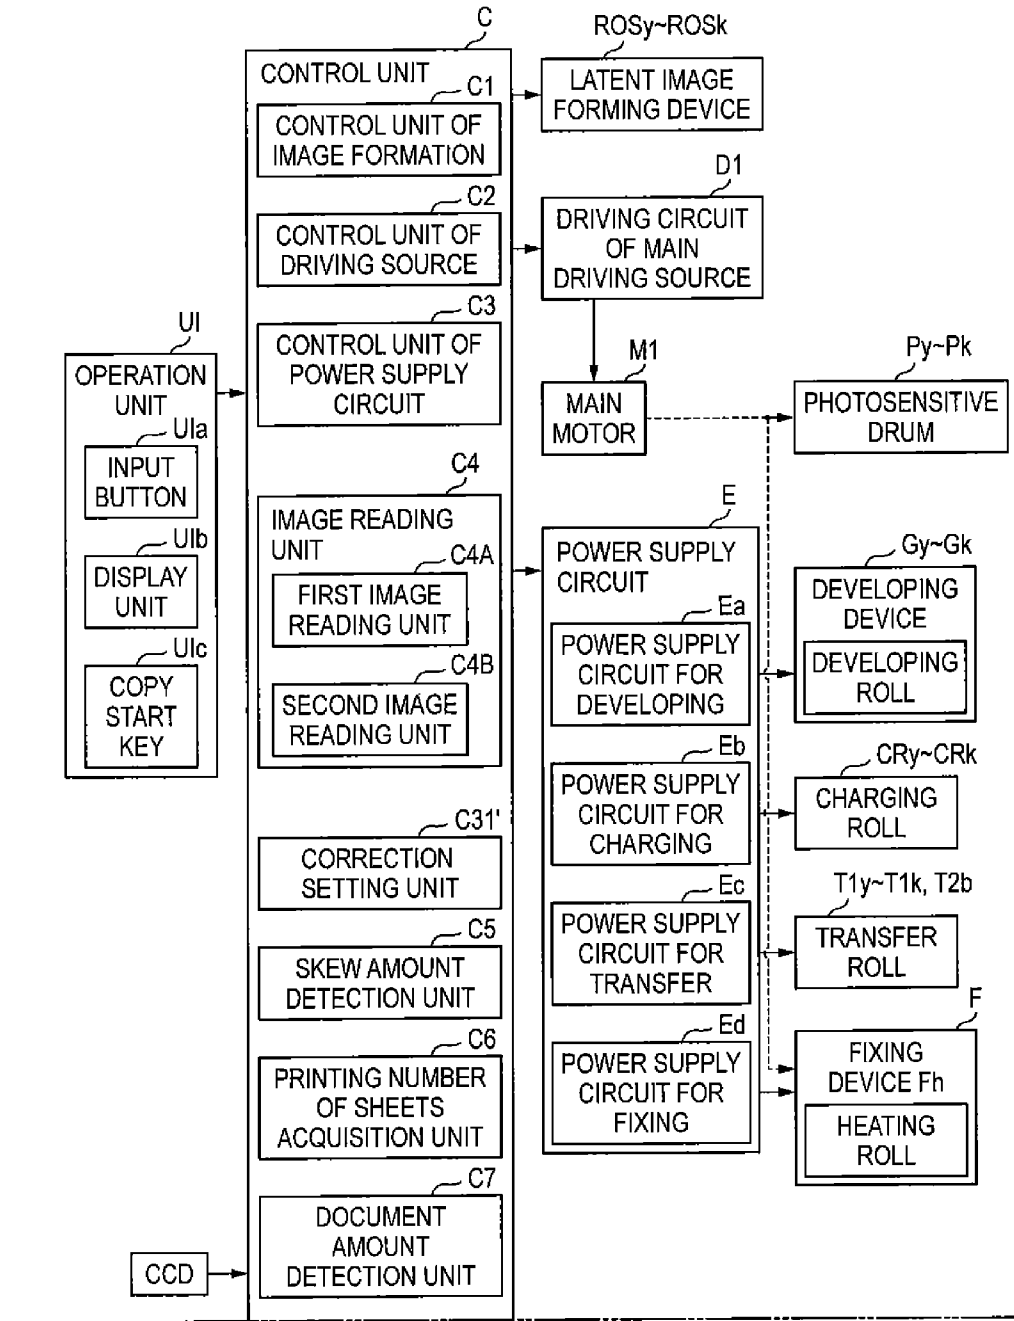 UI
OPERATION
UNIT
UIa
INPUT
BUTTON
UIb
DISPLAY
UNIT
UIc
COPY
START
KEY
CCD
C
CONTROL UNIT
C1
CONTROL UNIT OF
IMAGE FORMATION
C2
CONTROL UNIT OF
DRIVING SOURCE
C3
CONTROL UNIT OF
POWER SUPPLY
CIRCUIT
C4
IMAGE READING
UNIT
C4A
FIRST IMAGE
READING UNIT
C4B
SECOND IMAGE
READING UNIT
C31'
CORRECTION
SETTING UNIT
C5
SKEW AMOUNT
DETECTION UNIT
C6
PRINTING NUMBER
OF SHEETS
ACQUISITION UNIT
C7
DOCUMENT
AMOUNT
DETECTION UNIT
ROSy~ROSk
LATENT IMAGE
FORMING DEVICE
D1
DRIVING CIRCUIT
OF MAIN
DRIVING SOURCE
M1
MAIN
MOTOR
Py~Pk
PHOTOSENSITIVE
DRUM
E
POWER SUPPLY
CIRCUIT
Ea
POWER SUPPLY
CIRCUIT FOR
DEVELOPING
Eb
POWER SUPPLY
CIRCUIT FOR
CHARGING
Ec
POWER SUPPLY
CIRCUIT FOR
TRANSFER
Ed
POWER SUPPLY
CIRCUIT FOR
FIXING
Gy~Gk
DEVELOPING
DEVICE
DEVELOPING
ROLL
CRy~CRk
CHARGING
ROLL
T1y~T1k, T2b
TRANSFER
ROLL
F
FIXING
DEVICE Fh
HEATING
ROLL